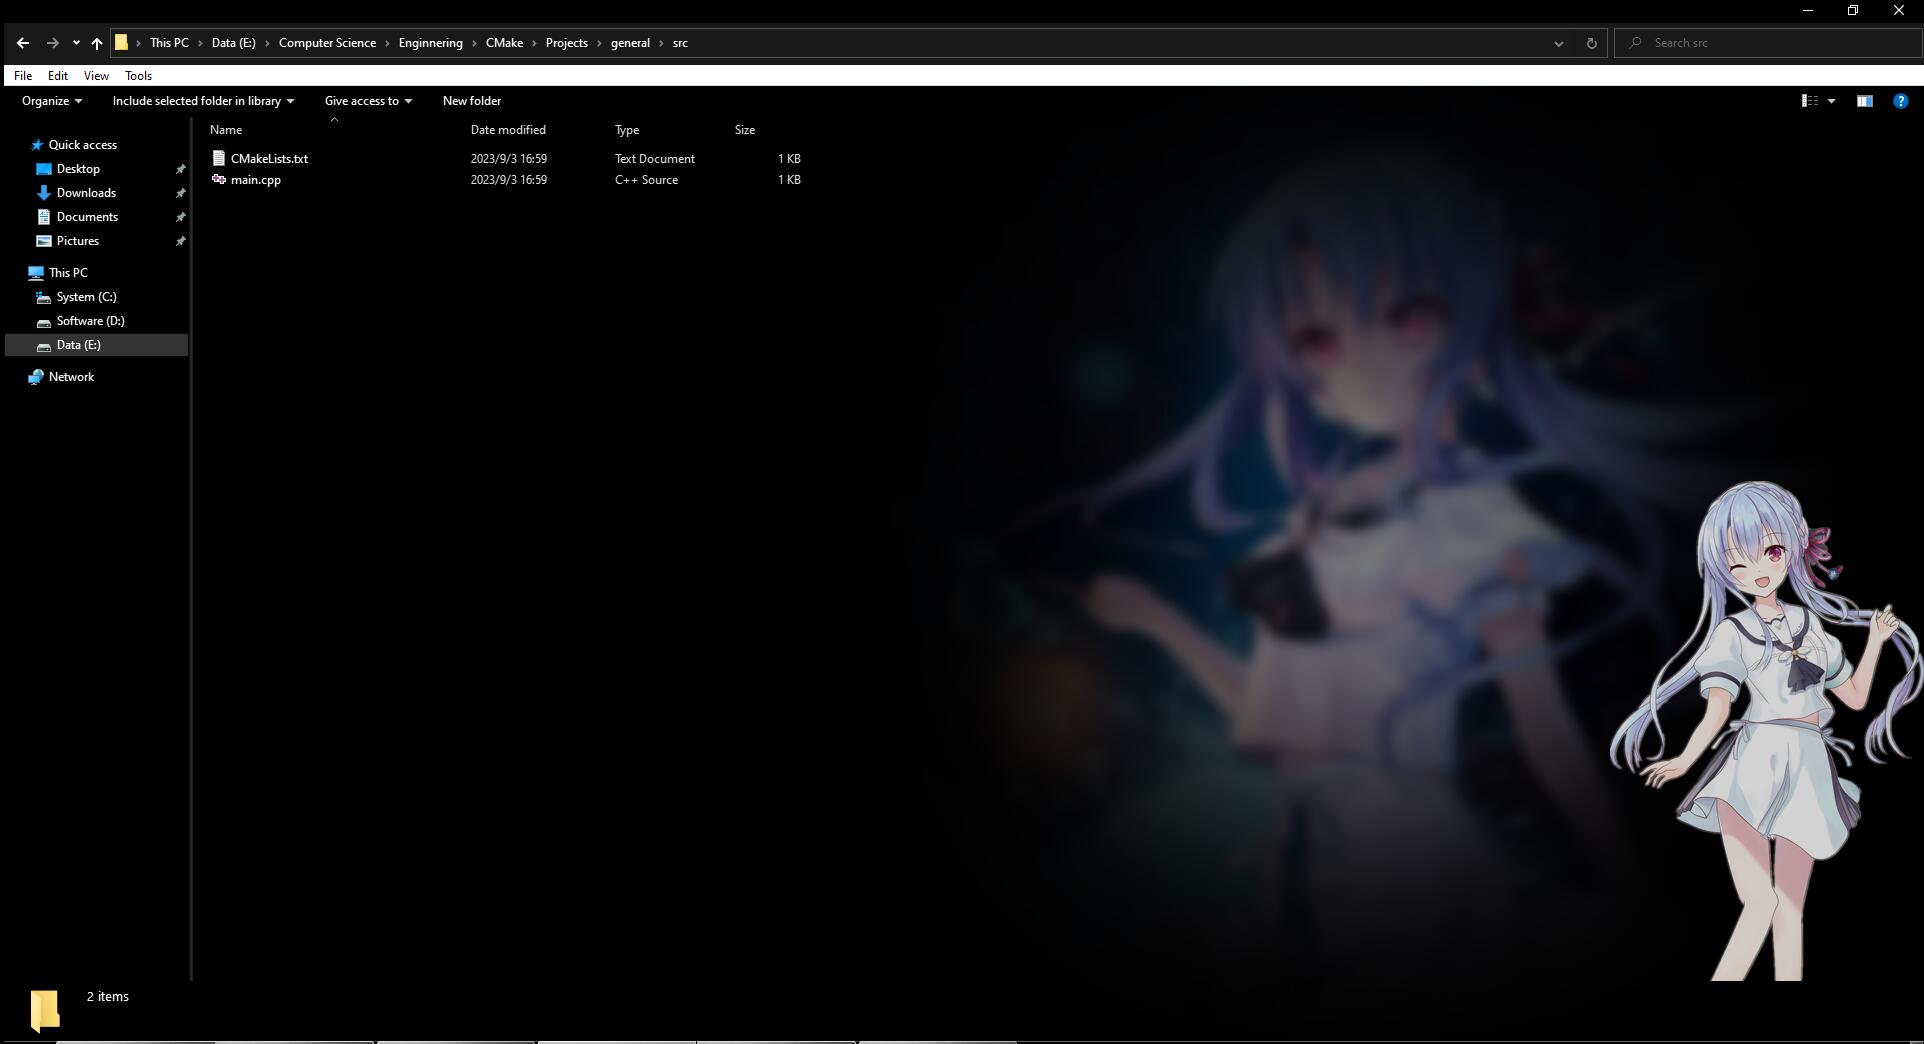 This PC > Data (E:) > Computer Science > Enginnering > CMake > Projects > general > src
Search src
File Edit View Tools
Organize Include selected folder in library Give access to New folder
Name Date modified Type Size
CMakeLists.txt 2023/9/3 16:59 Text Document 1 KB
main.cpp 2023/9/3 16:59 C++ Source 1 KB
Quick access
Desktop
Downloads
Documents
Pictures
This PC
System (C:)
Software (D:)
Data (E:)
Network
2 items